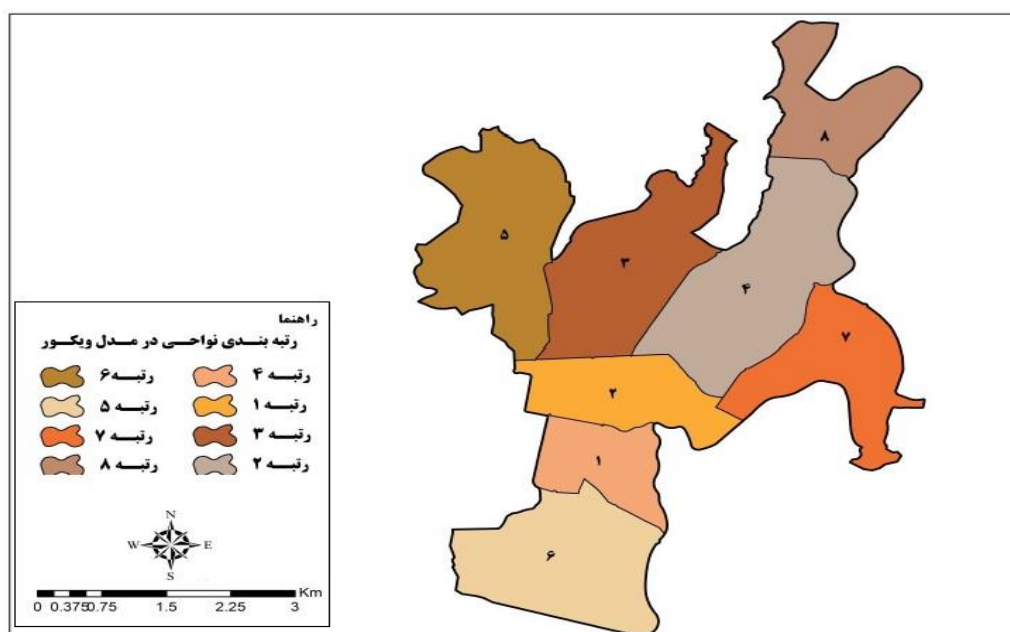 ۸
۵
۳
۴
۷
۲
۱
۶
راهنما
رتبه بندی نواحی در مدل ویکور
رتبه ۴ رتبه ۶
رتبه ۱ رتبه ۵
رتبه ۳ رتبه ۷
رتبه ۲ رتبه ۸
N
W E
S
Km
0 0.375 0.75 1.5 2.25 3